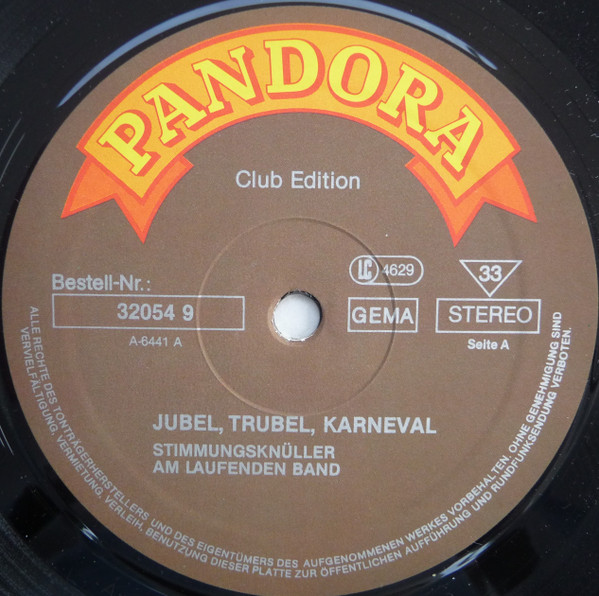 PANDORA
Club Edition
Bestell-Nr.:
32054 9
A-6441 A
LC 4629
33
GEMA
STEREO
Seite A
JUBEL, TRUBEL, KARNEVAL
STIMMUNGSKNÜLLER
AM LAUFENDEN BAND
ALLE RECHTE DES TONTRÄGERHERSTELLERS UND DES EIGENTÜMERS DES AUFGENOMMENEN WERKES VORBEHALTEN. OHNE GENEHMIGUNG SIND
VERVIELFÄLTIGUNG, VERMIETUNG, VERLEIH, BENUTZUNG DIESER PLATTE ZUR ÖFFENTLICHEN AUFFÜHRUNG UND RUNDFUNKSENDUNG VERBOTEN.